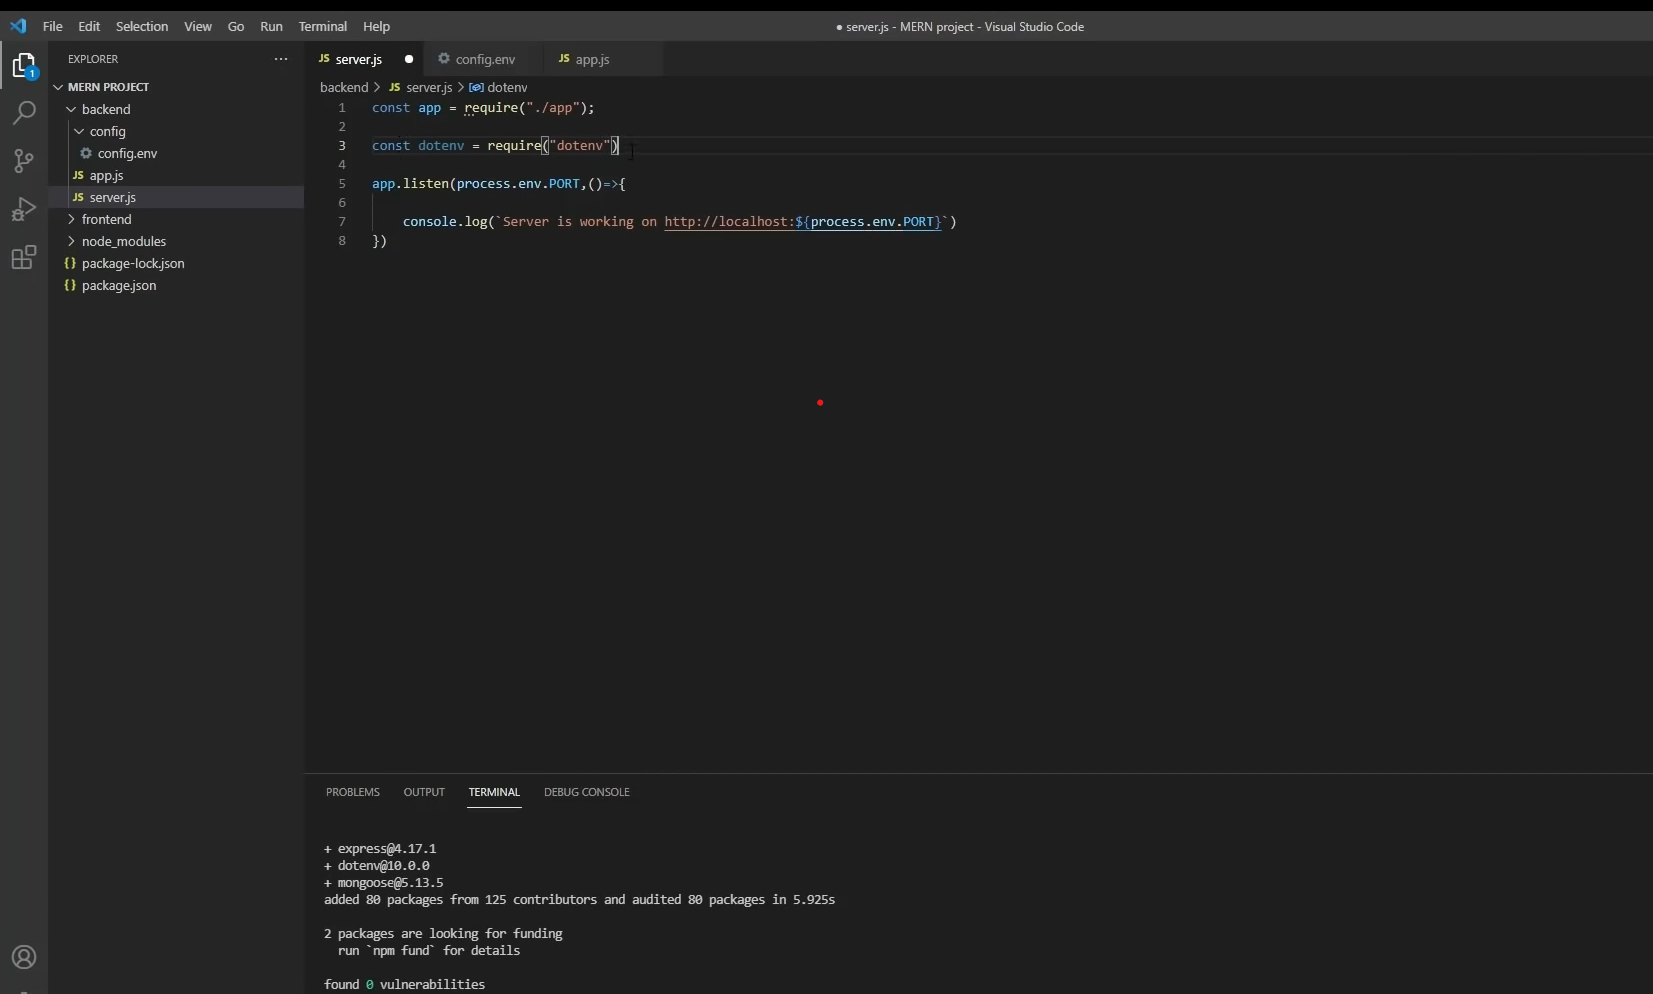 File Edit Selection View Go Run Terminal Help
● server.js - MERN project - Visual Studio Code
EXPLORER ...
1
MERN PROJECT
backend
config
config.env
JS app.js
JS server.js
frontend
node_modules
{} package-lock.json
{} package.json
JS server.js ● config.env JS app.js
backend > JS server.js > dotenv
1 const app = require("./app");
2
3 const dotenv = require("dotenv")
4
5 app.listen(process.env.PORT,()=>{
6
7 console.log(`Server is working on http://localhost:${process.env.PORT}`)
8 })
PROBLEMS OUTPUT TERMINAL DEBUG CONSOLE
+ express@4.17.1
+ dotenv@10.0.0
+ mongoose@5.13.5
added 80 packages from 125 contributors and audited 80 packages in 5.925s
2 packages are looking for funding
run `npm fund` for details
found 0 vulnerabilities